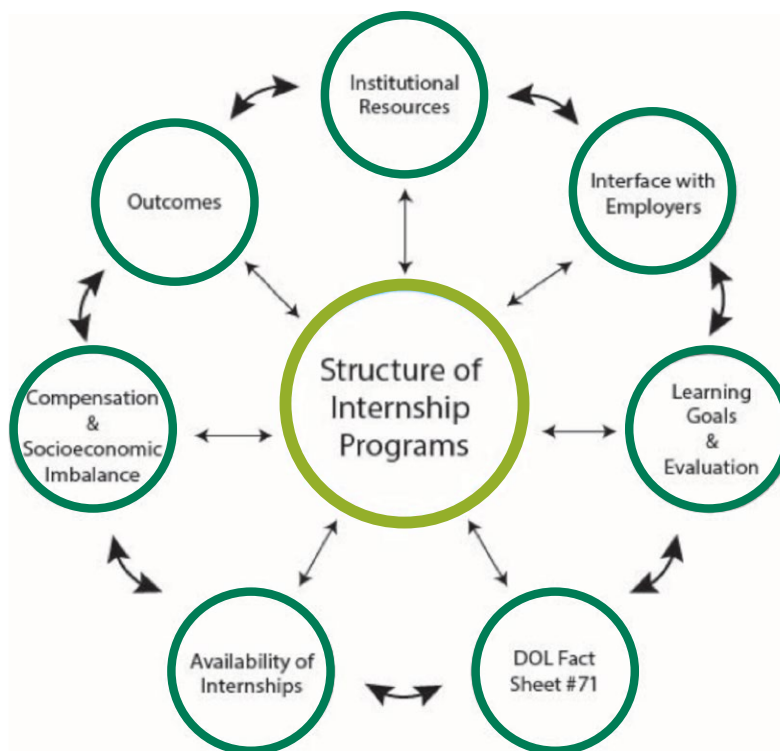 Institutional
Resources
Interface with
Employers
Outcomes
Structure of
Internship
Programs
Learning
Goals
&
Evaluation
Compensation
&
Socioeconomic
Imbalance
DOL Fact
Sheet #71
Availability of
Internships